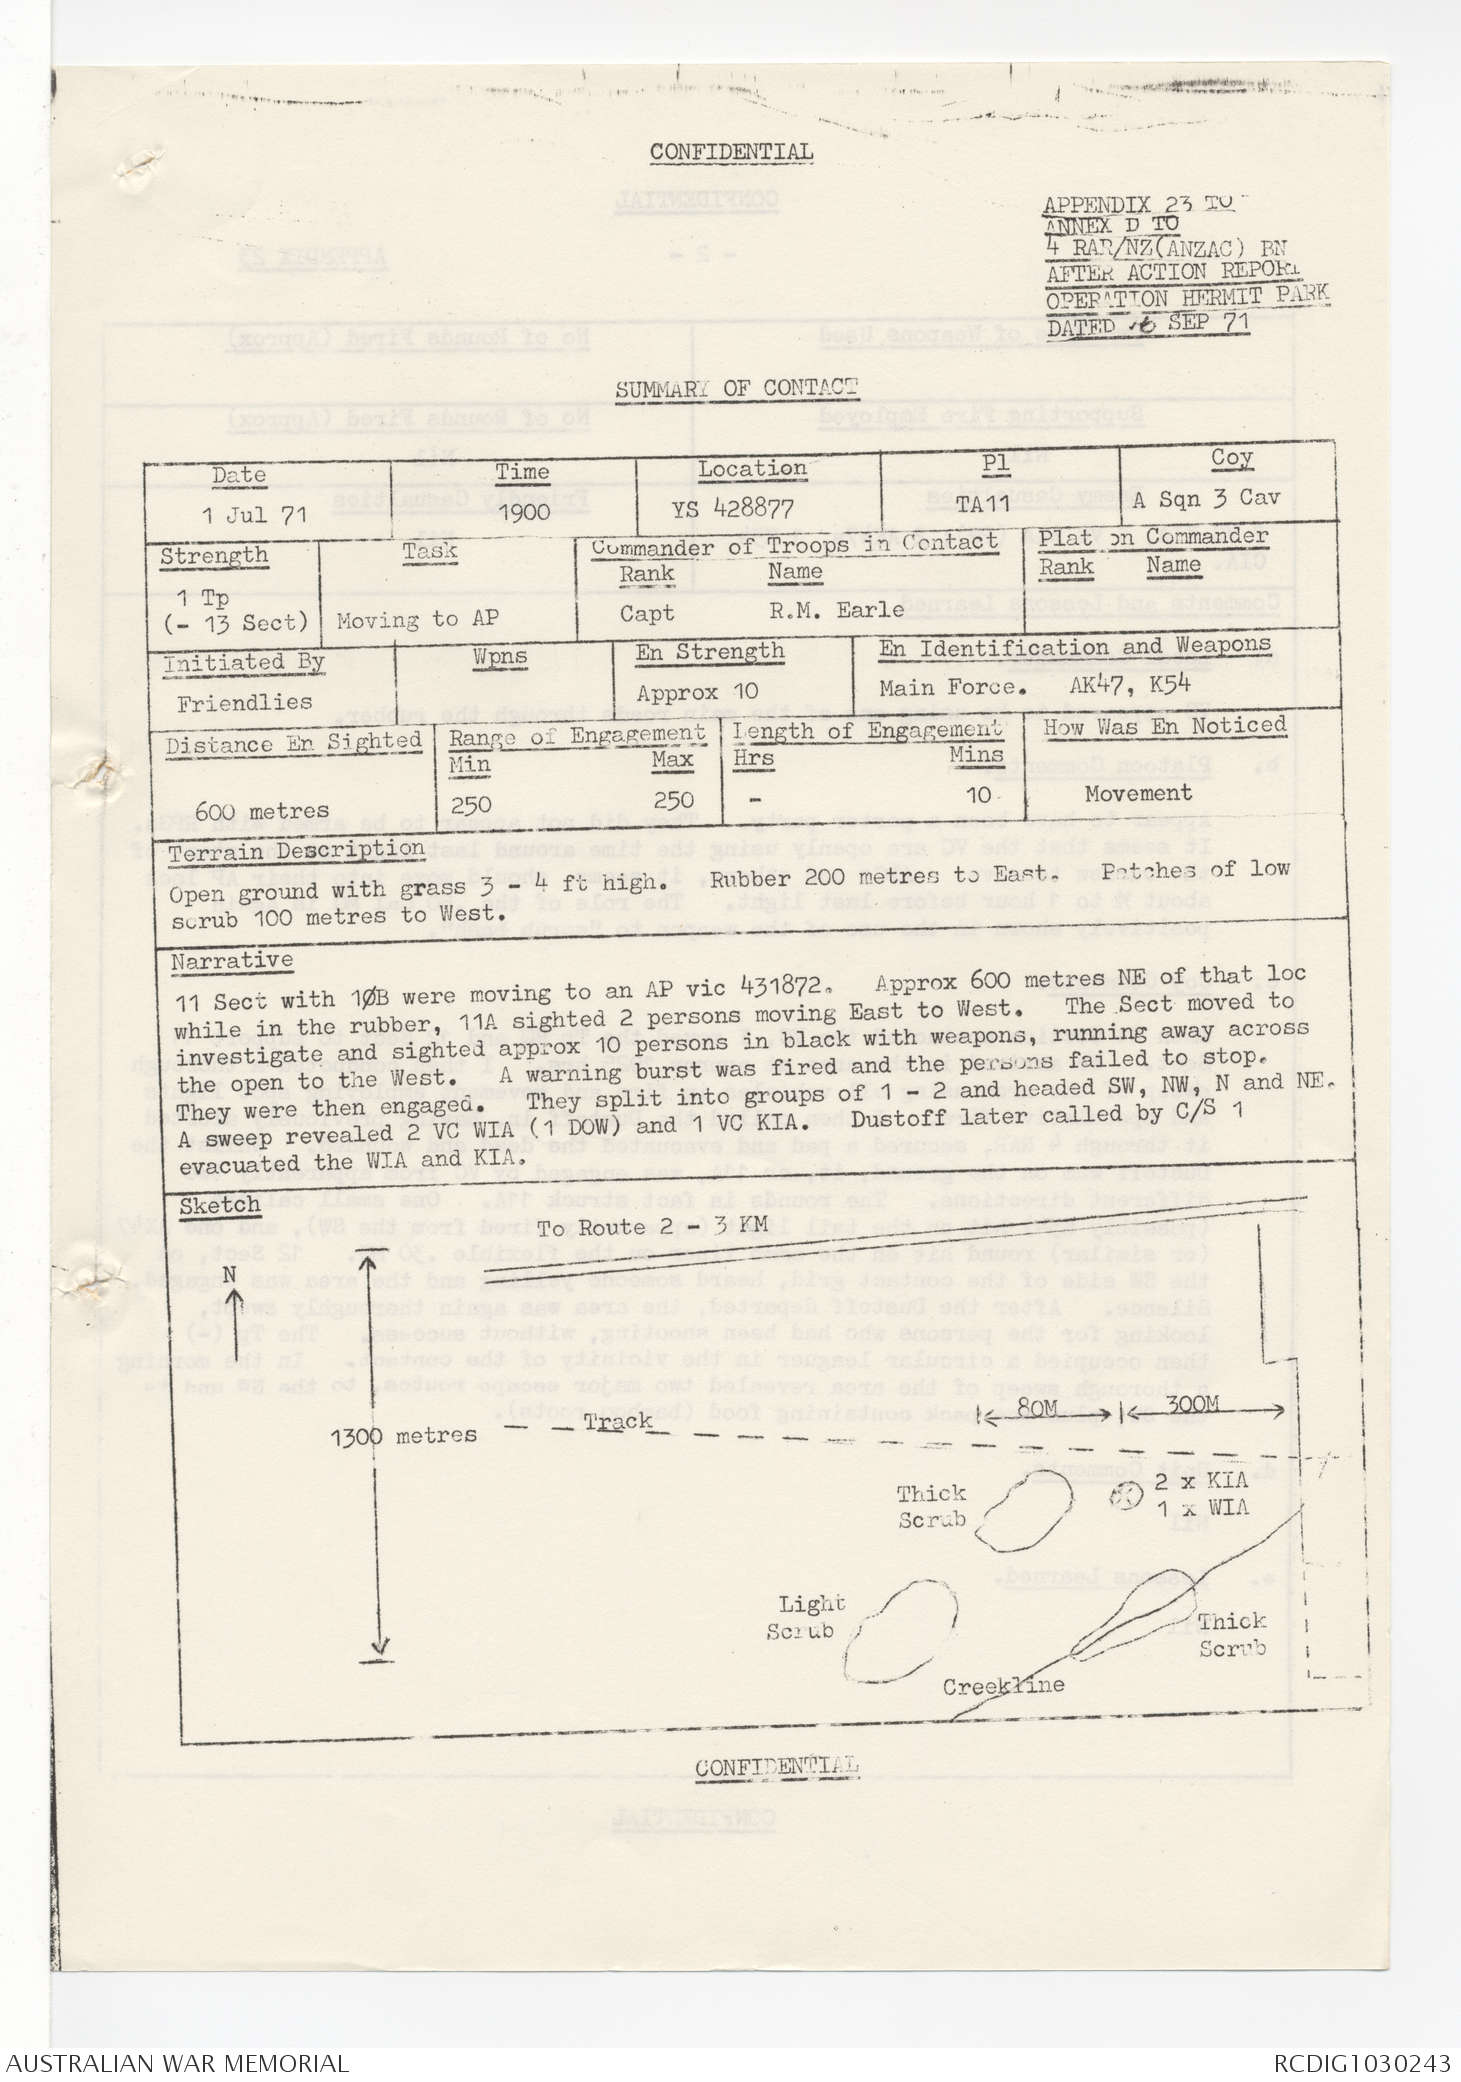 CONFIDENTIAL
APPENDIX 23 TO
ANNEX D TO
4 RAR/NZ(ANZAC) BN
AFTER ACTION REPORT
OPERATION HERMIT PARK
DATED 16 SEP 71
SUMMARY OF CONTACT
Date Time Location Pl Coy
1 Jul 71 1900 YS 428877 TA11 A Sqn 3 Cav
Strength Task Commander of Troops in Contact Plat on Commander
Rank Name Rank Name
1 Tp
(- 13 Sect) Moving to AP Capt R.M. Earle
Initiated By Wpns En Strength En Identification and Weapons
Friendlies Approx 10 Main Force. AK47, K54
Distance En Sighted Range of Engagement Length of Engagement How Was En Noticed
Min Max Hrs Mins
600 metres 250 250 - 10 Movement
Terrain Description
Open ground with grass 3 - 4 ft high. Rubber 200 metres to East. Patches of low
scrub 100 metres to West.
Narrative
11 Sect with 1ØB were moving to an AP vic 431872. Approx 600 metres NE of that loc
while in the rubber, 11A sighted 2 persons moving East to West. The Sect moved to
investigate and sighted approx 10 persons in black with weapons, running away across
the open to the West. A warning burst was fired and the persons failed to stop.
They were then engaged. They split into groups of 1 - 2 and headed SW, NW, N and NE.
A sweep revealed 2 VC WIA (1 DOW) and 1 VC KIA. Dustoff later called by C/S 1
evacuated the WIA and KIA.
Sketch
To Route 2 - 3 KM
N
80M 300M
Track
1300 metres
2 x KIA
1 x WIA
Thick
Scrub
Light
Scrub
Thick
Scrub
Creekline
CONFIDENTIAL
AUSTRALIAN WAR MEMORIAL RCDIG1030243